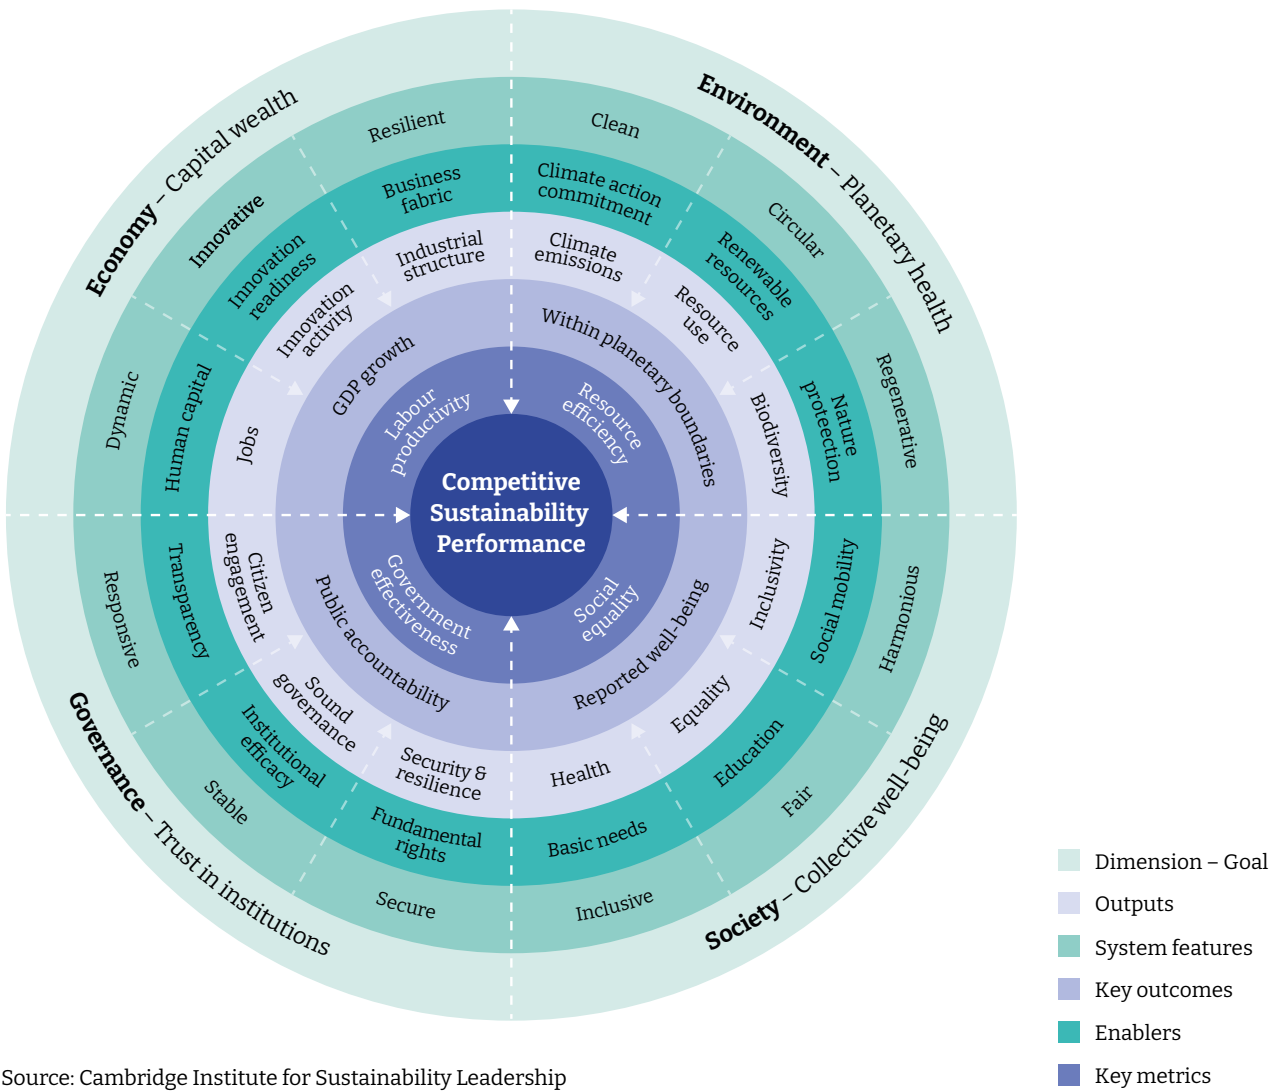 Economy – Capital wealth
Environment – Planetary health
Resilient
Clean
Innovative
Circular
Dynamic
Regenerative
Business
fabric
Climate action
commitment
Innovation
readiness
Renewable
resources
Human capital
Nature
proteection
Industrial
structure
Climate
emissions
Innovation
activity
Resource
use
Jobs
Biodiversity
GDP growth
Within planetary boundaries
Labour
productivity
Resource
efficiency
Competitive
Sustainability
Performance
Government
effectiveness
Social
equality
Public accountability
Reported well-being
Citizen
engagement
Inclusivity
Sound
governance
Equality
Security &
resilience
Health
Transparency
Social mobility
Institutional
efficacy
Education
Fundamental
rights
Basic needs
Responsive
Harmonious
Stable
Fair
Secure
Inclusive
Governance – Trust in institutions
Society – Collective well-being
Dimension – Goal
Outputs
System features
Key outcomes
Enablers
Key metrics
Source: Cambridge Institute for Sustainability Leadership